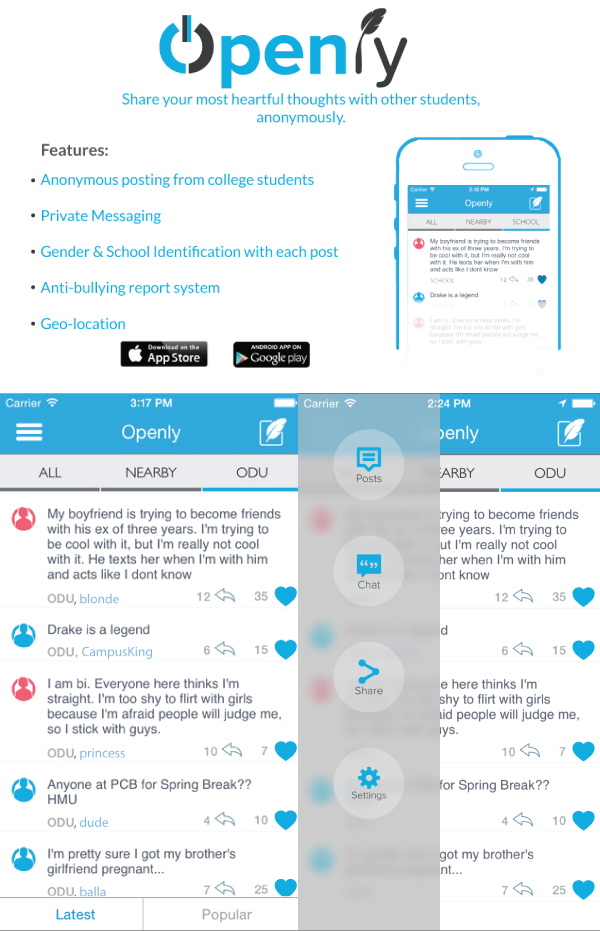 Openly
Share your most heartful thoughts with other students,
anonymously.
Features:
• Anonymous posting from college students
• Private Messaging
• Gender & School Identification with each post
• Anti-bullying report system
• Geo-location
Download on the
App Store
ANDROID APP ON
Google play
Carrier 2:10 PM
Openly
ALL NEARBY SCHOOL
My boyfriend is trying to become friends
with his ex of three years. I'm trying to
be cool with it, but I'm really not cool
with it. He texts her when I'm with him
and acts like I dont know
SCHOOL 12 35
Drake is a legend
I am bi. Everyone here thinks I'm
straight. I'm too shy to flirt with girls
because I'm afraid people will judge me,
so I stick with guys.
Carrier 3:17 PM
Openly
ALL NEARBY ODU
My boyfriend is trying to become friends
with his ex of three years. I'm trying to
be cool with it, but I'm really not cool
with it. He texts her when I'm with him
and acts like I dont know
ODU, blonde 12 35
Drake is a legend
ODU, CampusKing 6 15
I am bi. Everyone here thinks I'm
straight. I'm too shy to flirt with girls
because I'm afraid people will judge me,
so I stick with guys.
ODU, princess 10 7
Anyone at PCB for Spring Break??
HMU
ODU, dude 4 10
I'm pretty sure I got my brother's
girlfriend pregnant...
ODU, balla 7 25
Latest Popular
Carrier 2:24 PM
penly
EARBY ODU
Posts
Chat
Share
Settings
rying to become friends
ee years. I'm trying to
but I'm really not cool
her when I'm with him
dont know
12 35
d
6 15
e here thinks I'm
shy to flirt with girls
d people will judge me,
uys.
10 7
for Spring Break??
4 10
got my brother's
nt...
7 25